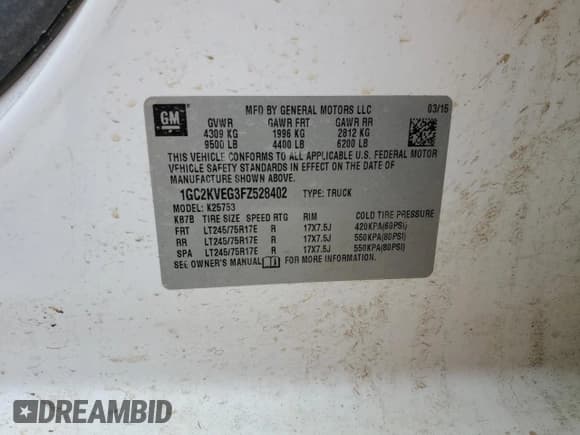 GM
MFD BY GENERAL MOTORS LLC 03/15
GVWR GAWR FRT GAWR RR
4309 KG 1996 KG 2812 KG
9500 LB 4400 LB 6200 LB
THIS VEHICLE CONFORMS TO ALL APPLICABLE U.S. FEDERAL MOTOR
VEHICLE SAFETY STANDARDS IN EFFECT ON THE DATE OF
MANUFACTURE SHOWN ABOVE.
1GC2KVEG3FZ528402 TYPE: TRUCK
MODEL: K25753
K87B TIRE SIZE SPEED RTG RIM COLD TIRE PRESSURE
FRT LT245/75R17E R 17X7.5J 420KPA(60PSI)
RR LT245/75R17E R 17X7.5J 550KPA(80PSI)
SPA LT245/75R17E R 17X7.5J 550KPA(80PSI)
SEE OWNER'S MANUAL FOR MORE INFORMATION.
DREAMBID